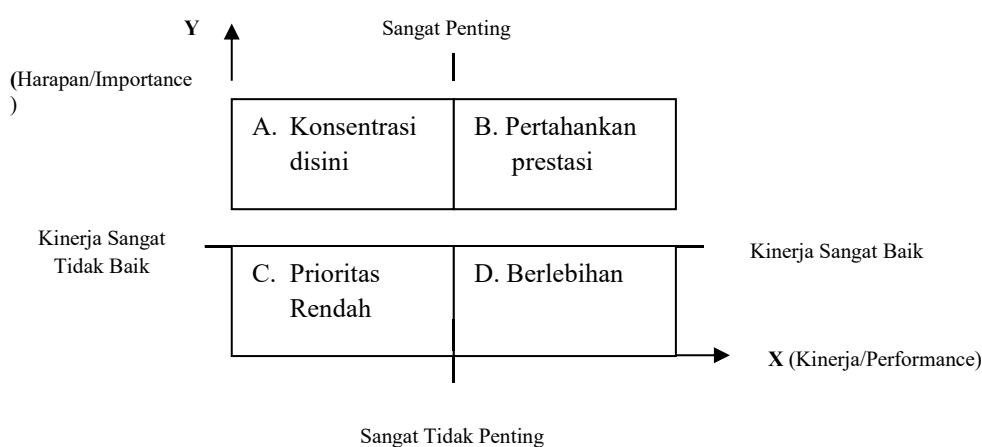 Y
Sangat Penting
(Harapan/Importance
)
A. Konsentrasi
disini
B. Pertahankan
prestasi
Kinerja Sangat
Tidak Baik
Kinerja Sangat Baik
C. Prioritas
Rendah
D. Berlebihan
X (Kinerja/Performance)
Sangat Tidak Penting